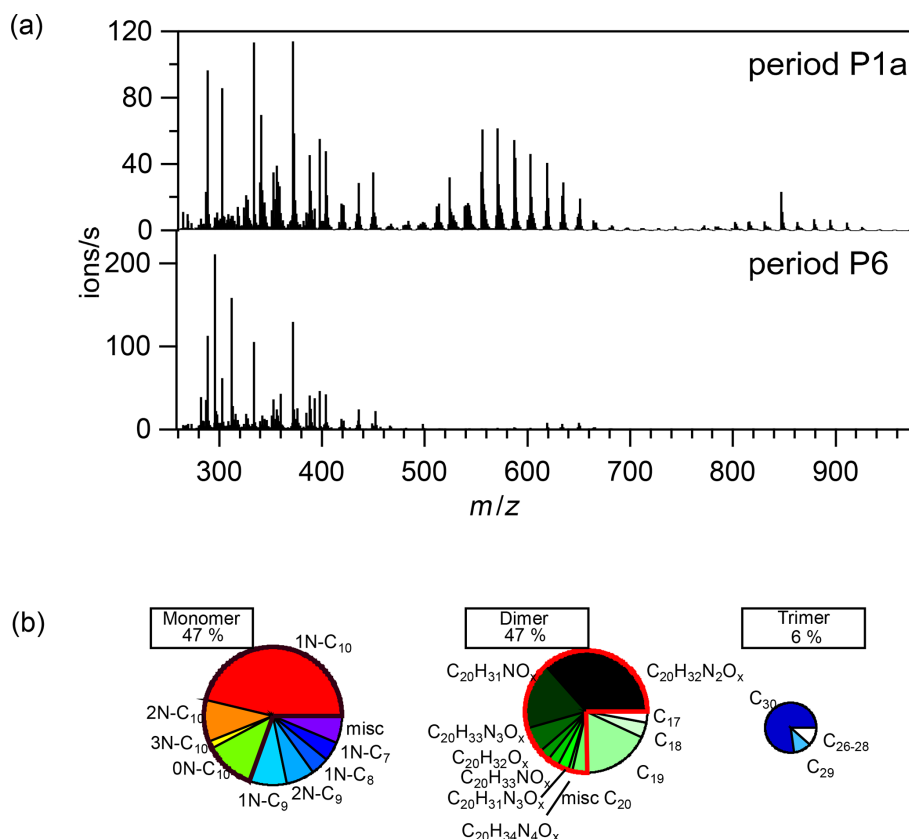 (a)
120
80
40
0
period P1a
ions/s
200
100
0
period P6
300 400 500 600 700 800 900
m/z
(b)
Monomer
47 %
1N-C10
2N-C10
3N-C10
0N-C10
1N-C9
2N-C9
1N-C8
1N-C7
misc
Dimer
47 %
C20H31NOx
C20H32N2Ox
C20H33N3Ox
C20H32Ox
C20H33NOx
C20H31N3Ox
C20H34N4Ox
misc C20
C19
C18
C17
Trimer
6 %
C30
C26-28
C29